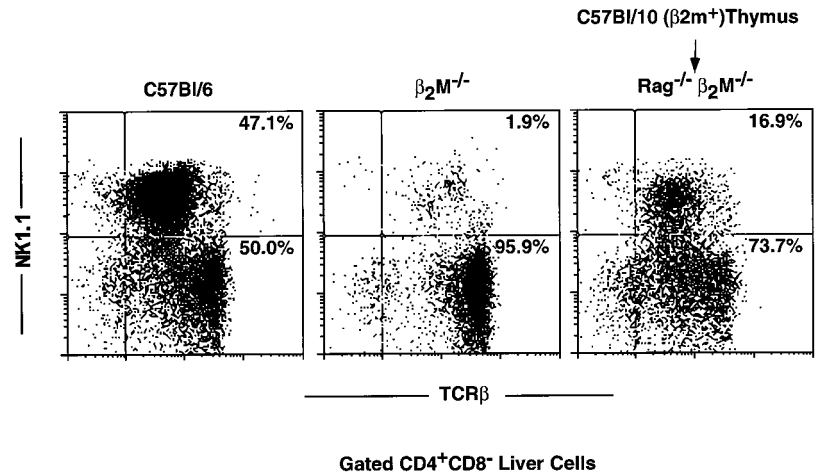 C57Bl/10 (β2m+)Thymus
C57Bl/6
β2M-/-
Rag-/- β2M-/-
47.1%
1.9%
16.9%
50.0%
95.9%
73.7%
NK1.1
TCRβ
Gated CD4+CD8- Liver Cells